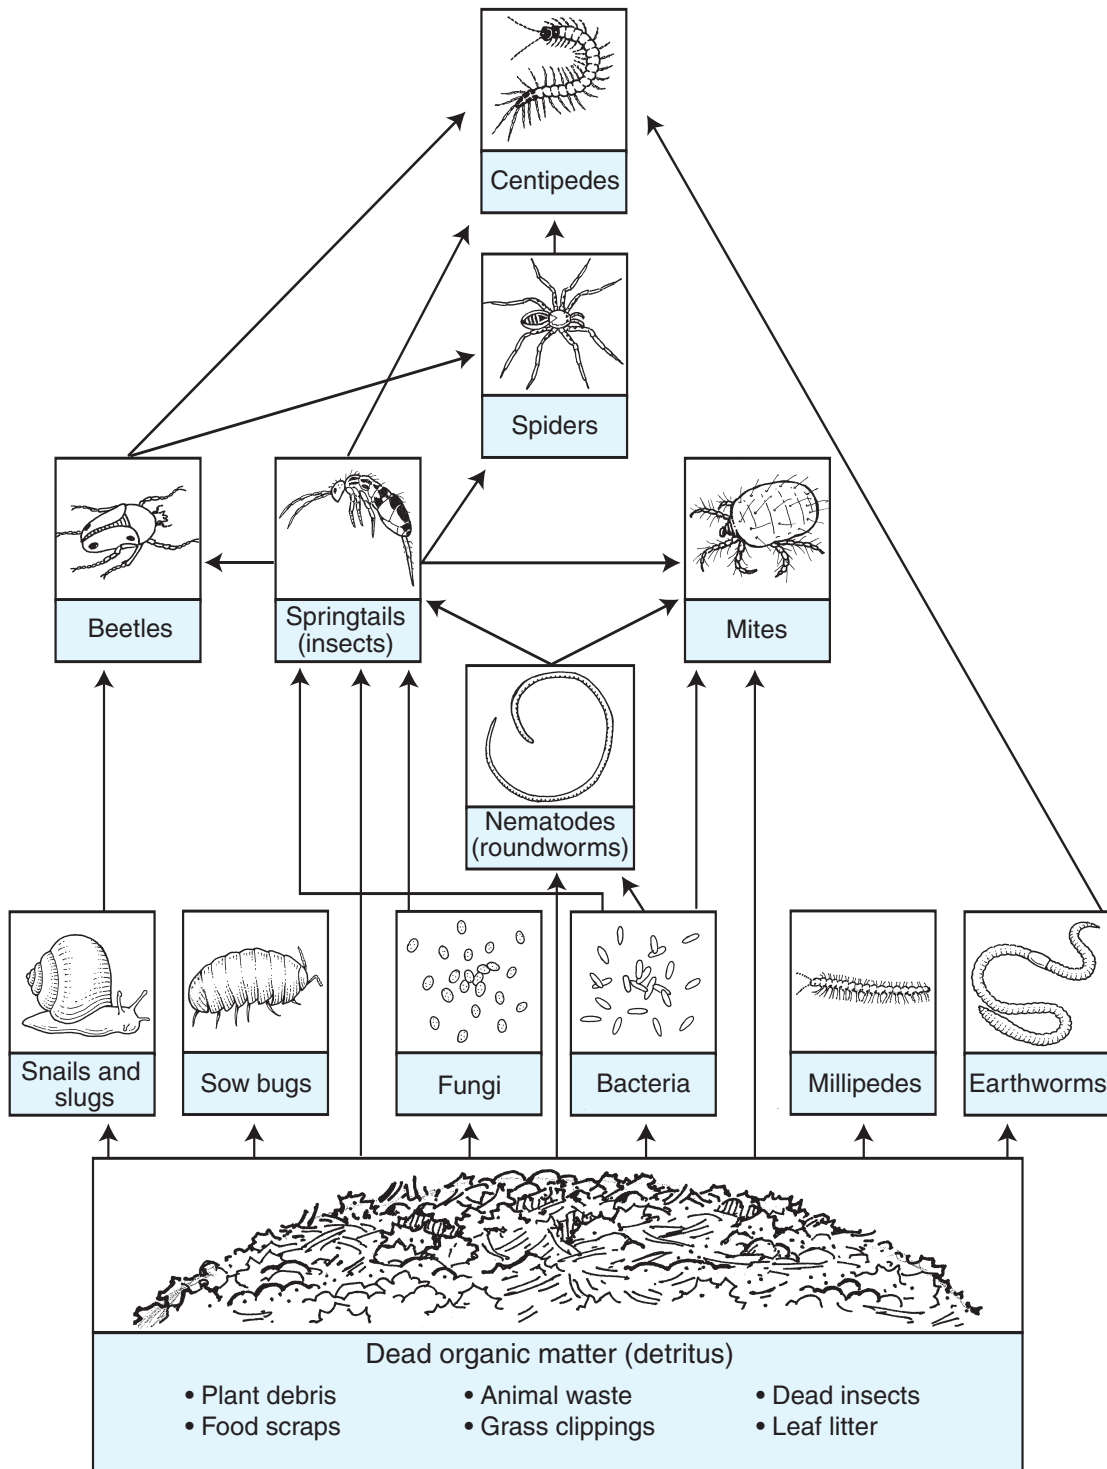 Centipedes
Spiders
Beetles
Springtails
(insects)
Mites
Nematodes
(roundworms)
Snails and
slugs
Sow bugs
Fungi
Bacteria
Millipedes
Earthworms
Dead organic matter (detritus)
• Plant debris
• Animal waste
• Dead insects
• Food scraps
• Grass clippings
• Leaf litter